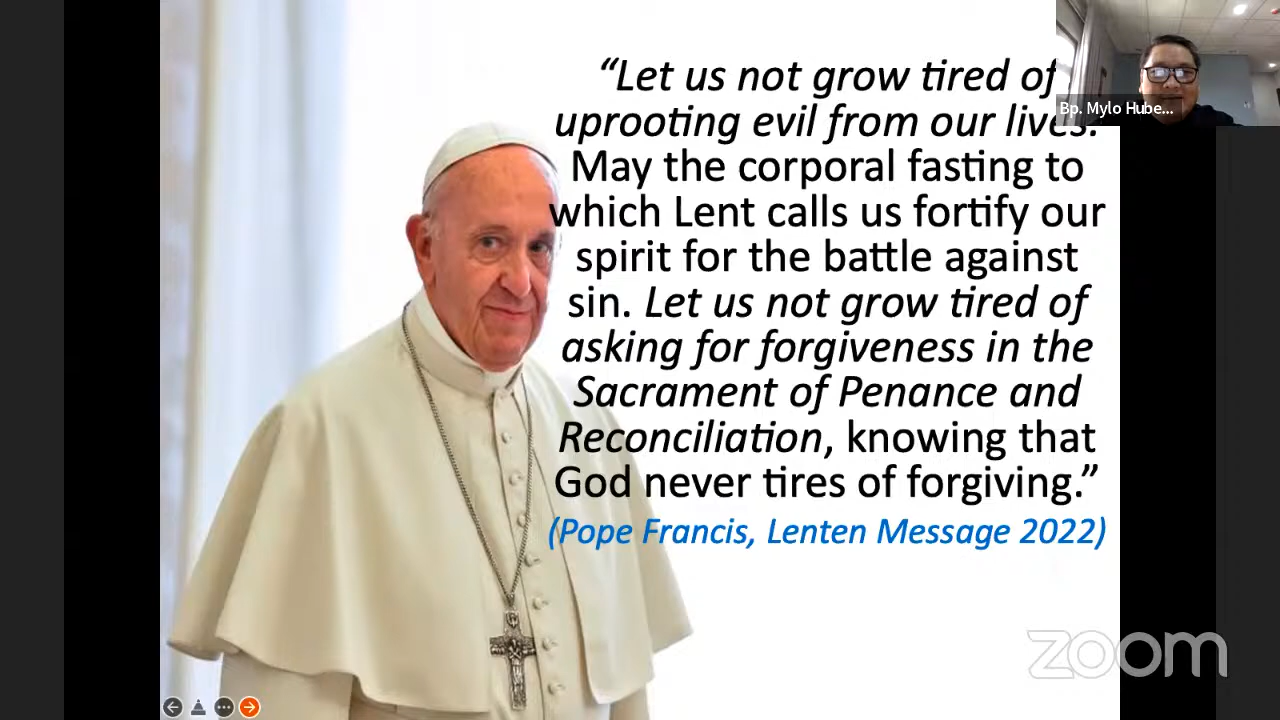 “Let us not grow tired of
uprooting evil from our lives.
May the corporal fasting to
which Lent calls us fortify our
spirit for the battle against
sin. Let us not grow tired of
asking for forgiveness in the
Sacrament of Penance and
Reconciliation, knowing that
God never tires of forgiving.”
(Pope Francis, Lenten Message 2022)
Bp. Mylo Hube...
zoom